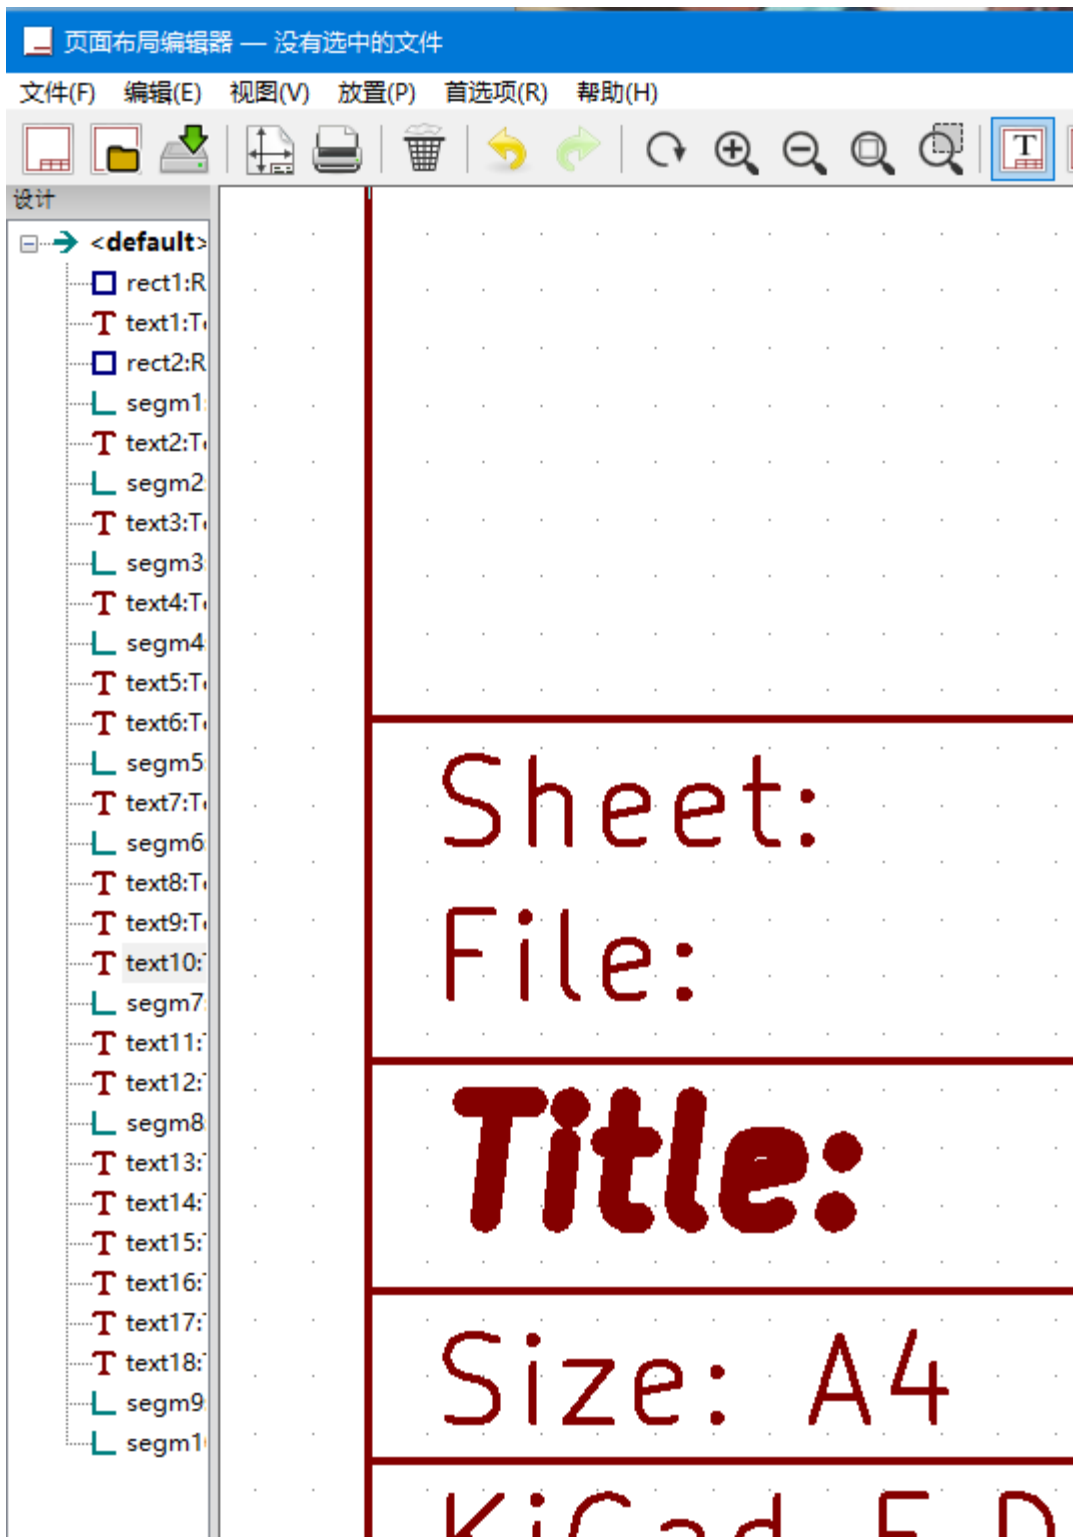 页面布局编辑器 — 没有选中的文件
文件(F) 编辑(E) 视图(V) 放置(P) 首选项(R) 帮助(H)
T
设计
<default>
rect1:R
text1:T
rect2:R
segm1
text2:T
segm2
text3:T
segm3
text4:T
segm4
text5:T
text6:T
segm5
text7:T
segm6
text8:T
text9:T
text10:
segm7
text11:
text12:
segm8
text13:
text14:
text15:
text16:
text17:
text18:
segm9
segm1
Sheet:
File:
Title:
Size: A4
KiCad E.D